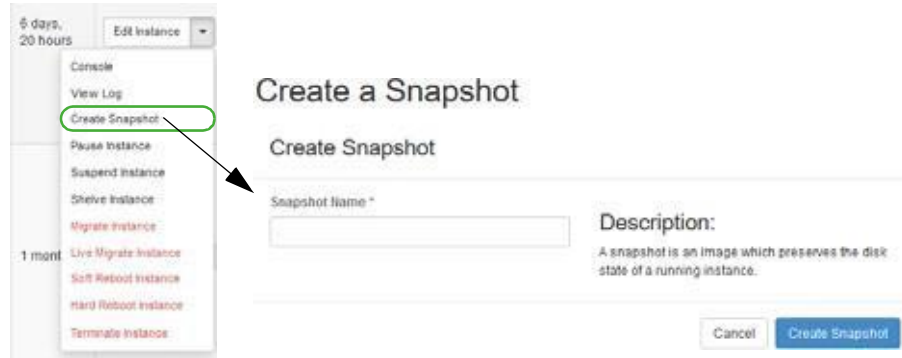 6 days,
20 hours
Edit Instance
Console
View Log
Create Snapshot
Pause Instance
Suspend Instance
Shelve Instance
Migrate Instance
1 mont
Live Migrate Instance
Soft Reboot Instance
Hard Reboot Instance
Terminate Instance
Create a Snapshot
Create Snapshot
Snapshot Name *
Description:
A snapshot is an image which preserves the disk
state of a running instance.
Cancel
Create Snapshot